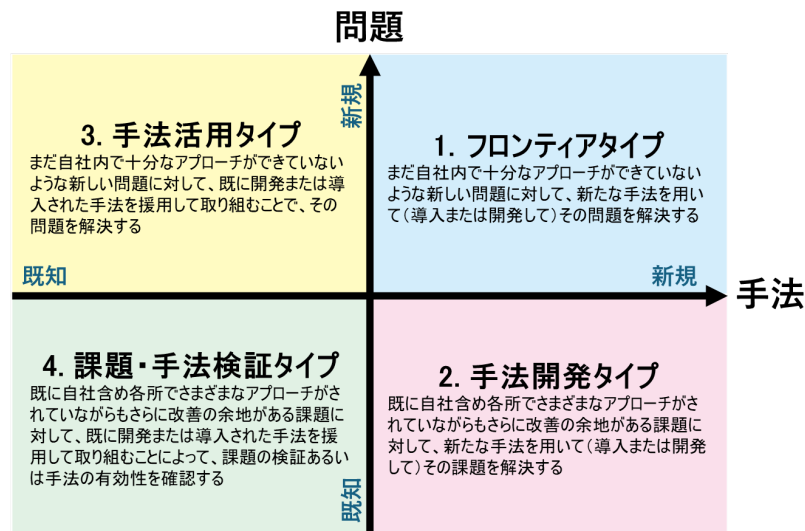 問題
新規
3. 手法活用タイプ
まだ自社内で十分なアプローチができていない
ような新しい問題に対して、既に開発または導
入された手法を援用して取り組むことで、その
問題を解決する
1. フロンティアタイプ
まだ自社内で十分なアプローチができていない
ような新しい問題に対して、新たな手法を用い
て（導入または開発して）その問題を解決する
既知
新規
手法
4. 課題・手法検証タイプ
既に自社含め各所でさまざまなアプローチがさ
れていながらもさらに改善の余地がある課題に
対して、既に開発または導入された手法を援
用して取り組むことによって、課題の検証あるい
は手法の有効性を確認する
2. 手法開発タイプ
既に自社含め各所でさまざまなアプローチがさ
れていながらもさらに改善の余地がある課題
に対して、新たな手法を用いて（導入または開発
して）その課題を解決する
既知